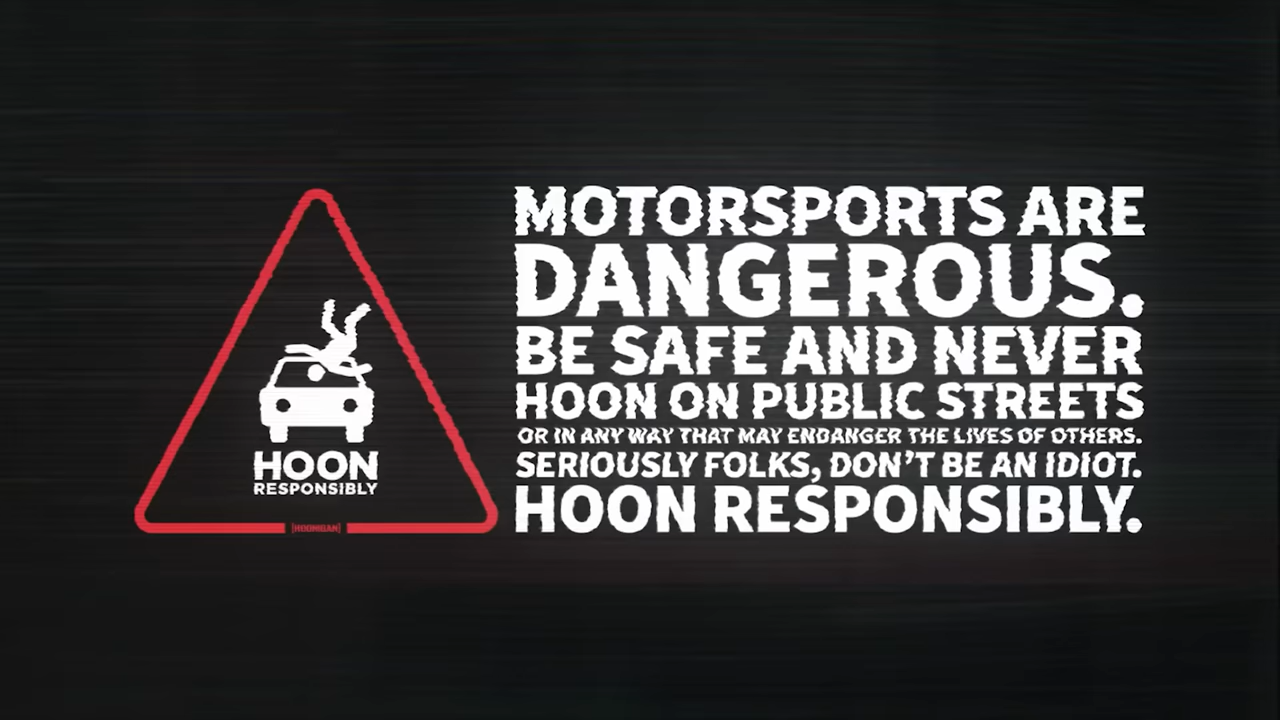 MOTORSPORTS ARE
DANGEROUS.
BE SAFE AND NEVER
HOON ON PUBLIC STREETS
OR IN ANY WAY THAT MAY ENDANGER THE LIVES OF OTHERS.
SERIOUSLY FOLKS, DON'T BE AN IDIOT.
HOON RESPONSIBLY.
HOON
RESPONSIBLY
[HOONIGAN]